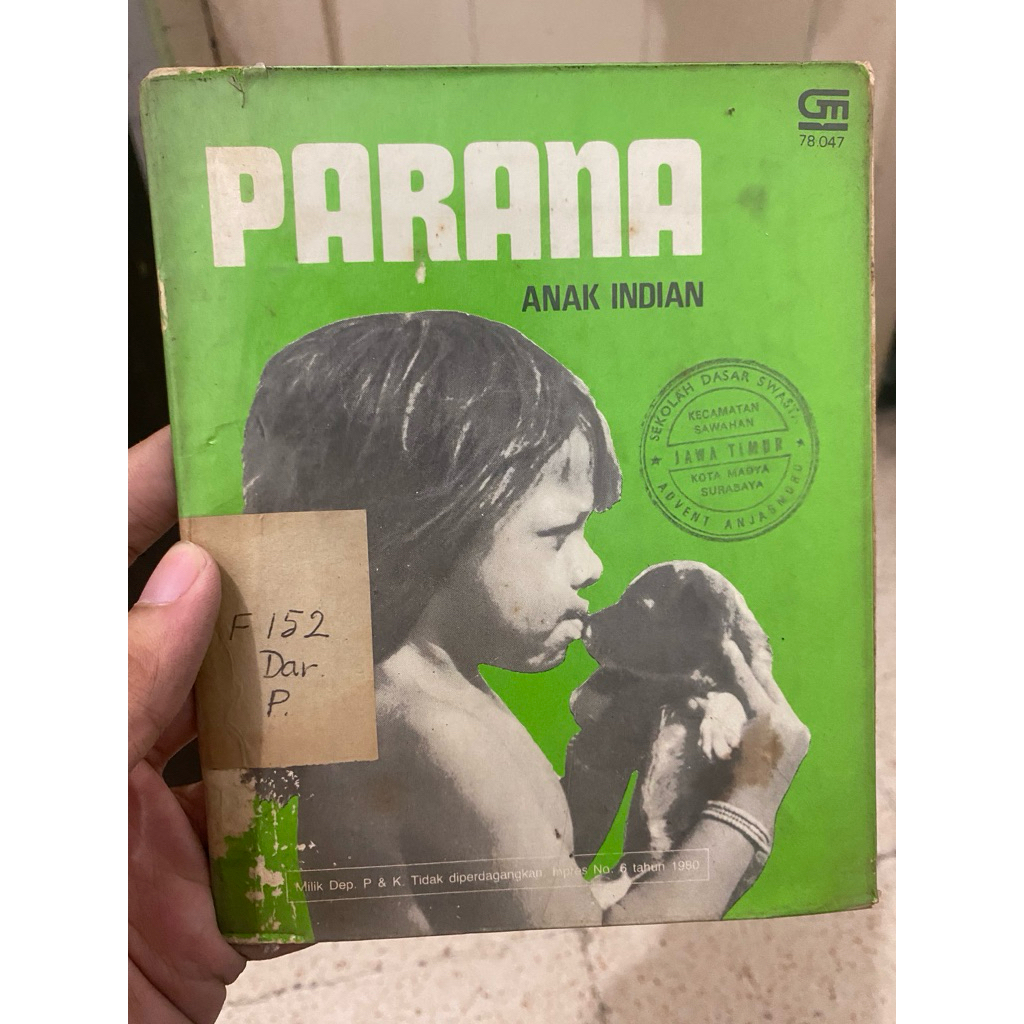 GM
78.047
PARANA
ANAK INDIAN
SEKOLAH DASAR SWASTA
KECAMATAN
SAWAHAN
JAWA TIMUR
KOTA MADYA
SURABAYA
ADVENT ANJASMORO
F 152
Dar.
P.
Milik Dep. P & K. Tidak diperdagangkan. Inpres No. 6 tahun 1980